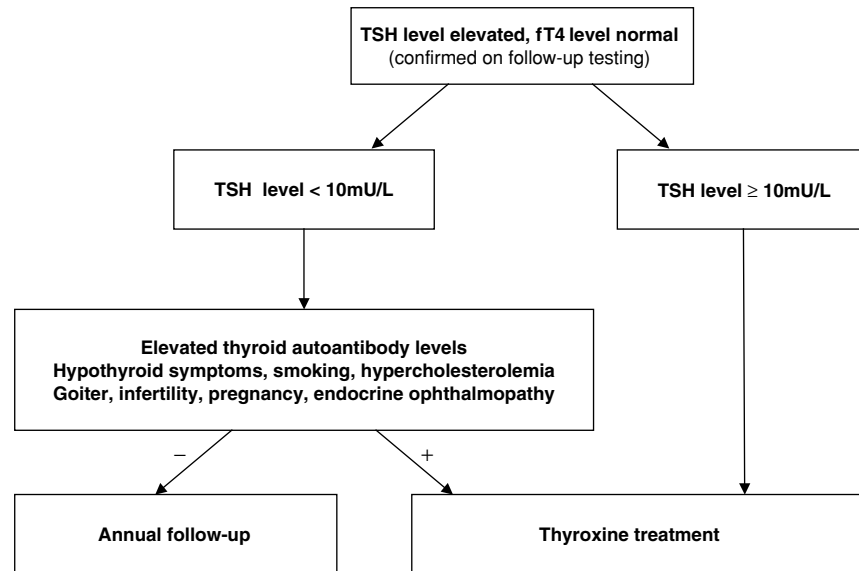 TSH level elevated, fT4 level normal
(confirmed on follow-up testing)
TSH level < 10mU/L
TSH level ≥ 10mU/L
Elevated thyroid autoantibody levels
Hypothyroid symptoms, smoking, hypercholesterolemia
Goiter, infertility, pregnancy, endocrine ophthalmopathy
−
+
Annual follow-up
Thyroxine treatment